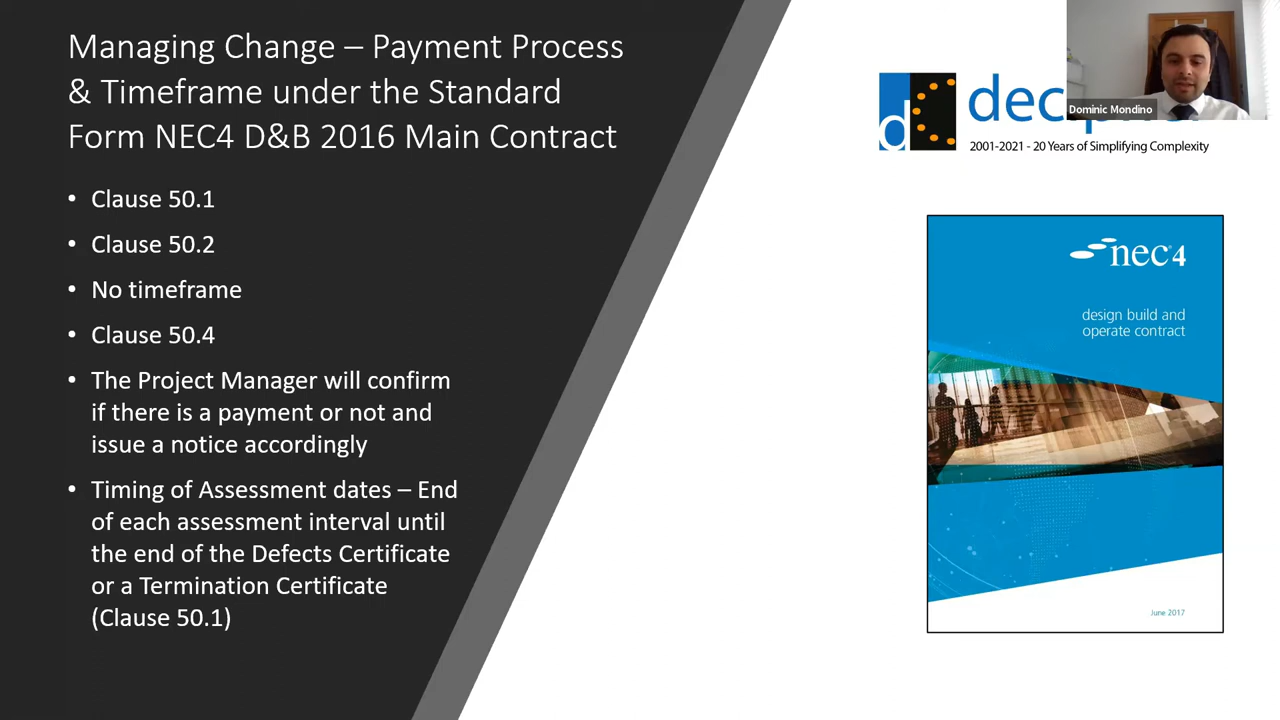 Managing Change – Payment Process
& Timeframe under the Standard
Form NEC4 D&B 2016 Main Contract
• Clause 50.1
• Clause 50.2
• No timeframe
• Clause 50.4
• The Project Manager will confirm
if there is a payment or not and
issue a notice accordingly
• Timing of Assessment dates – End
of each assessment interval until
the end of the Defects Certificate
or a Termination Certificate
(Clause 50.1)
Dominic Mondino
2001-2021 - 20 Years of Simplifying Complexity
nec4
design build and
operate contract
June 2017